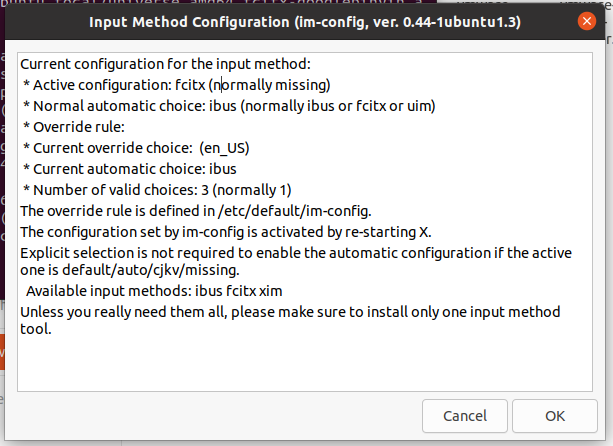 Input Method Configuration (im-config, ver. 0.44-1ubuntu1.3)
Current configuration for the input method:
* Active configuration: fcitx (normally missing)
* Normal automatic choice: ibus (normally ibus or fcitx or uim)
* Override rule:
* Current override choice:  (en_US)
* Current automatic choice: ibus
* Number of valid choices: 3 (normally 1)
The override rule is defined in /etc/default/im-config.
The configuration set by im-config is activated by re-starting X.
Explicit selection is not required to enable the automatic configuration if the active
one is default/auto/cjkv/missing.
Available input methods: ibus fcitx xim
Unless you really need them all, please make sure to install only one input method
tool.
Cancel
OK